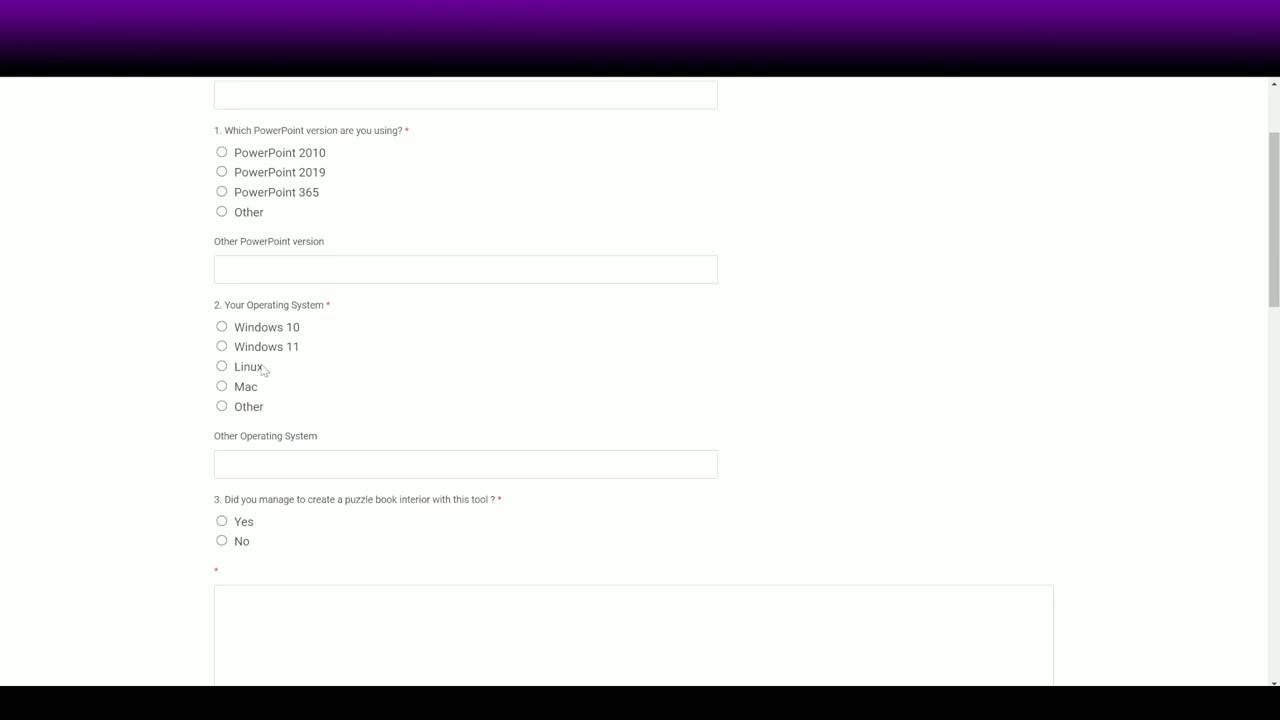 1. Which PowerPoint version are you using? *
PowerPoint 2010
PowerPoint 2019
PowerPoint 365
Other
Other PowerPoint version
2. Your Operating System *
Windows 10
Windows 11
Linux
Mac
Other
Other Operating System
3. Did you manage to create a puzzle book interior with this tool ? *
Yes
No
*